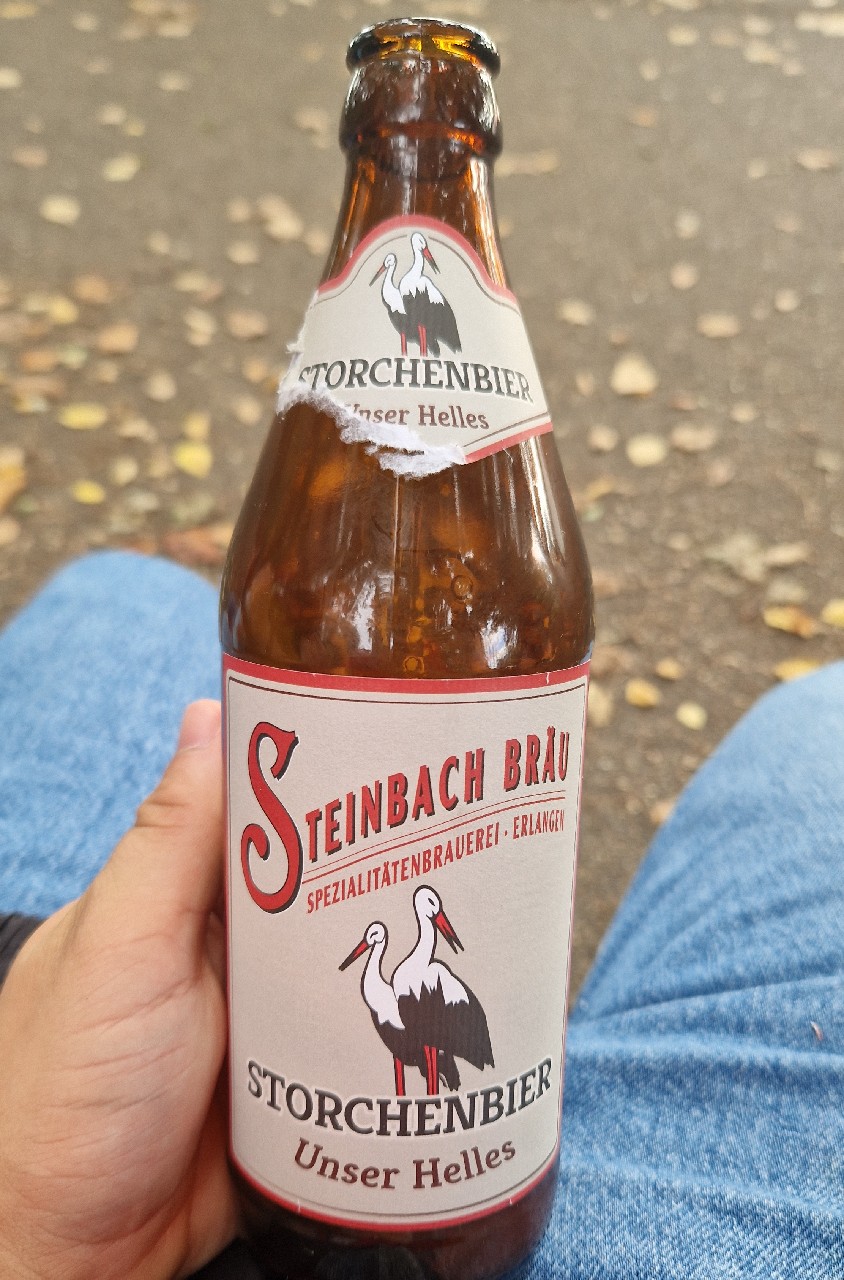 STORCHENBIER
Unser Helles
STEINBACH BRÄU
SPEZIALITÄTENBRAUEREI · ERLANGEN
STORCHENBIER
Unser Helles